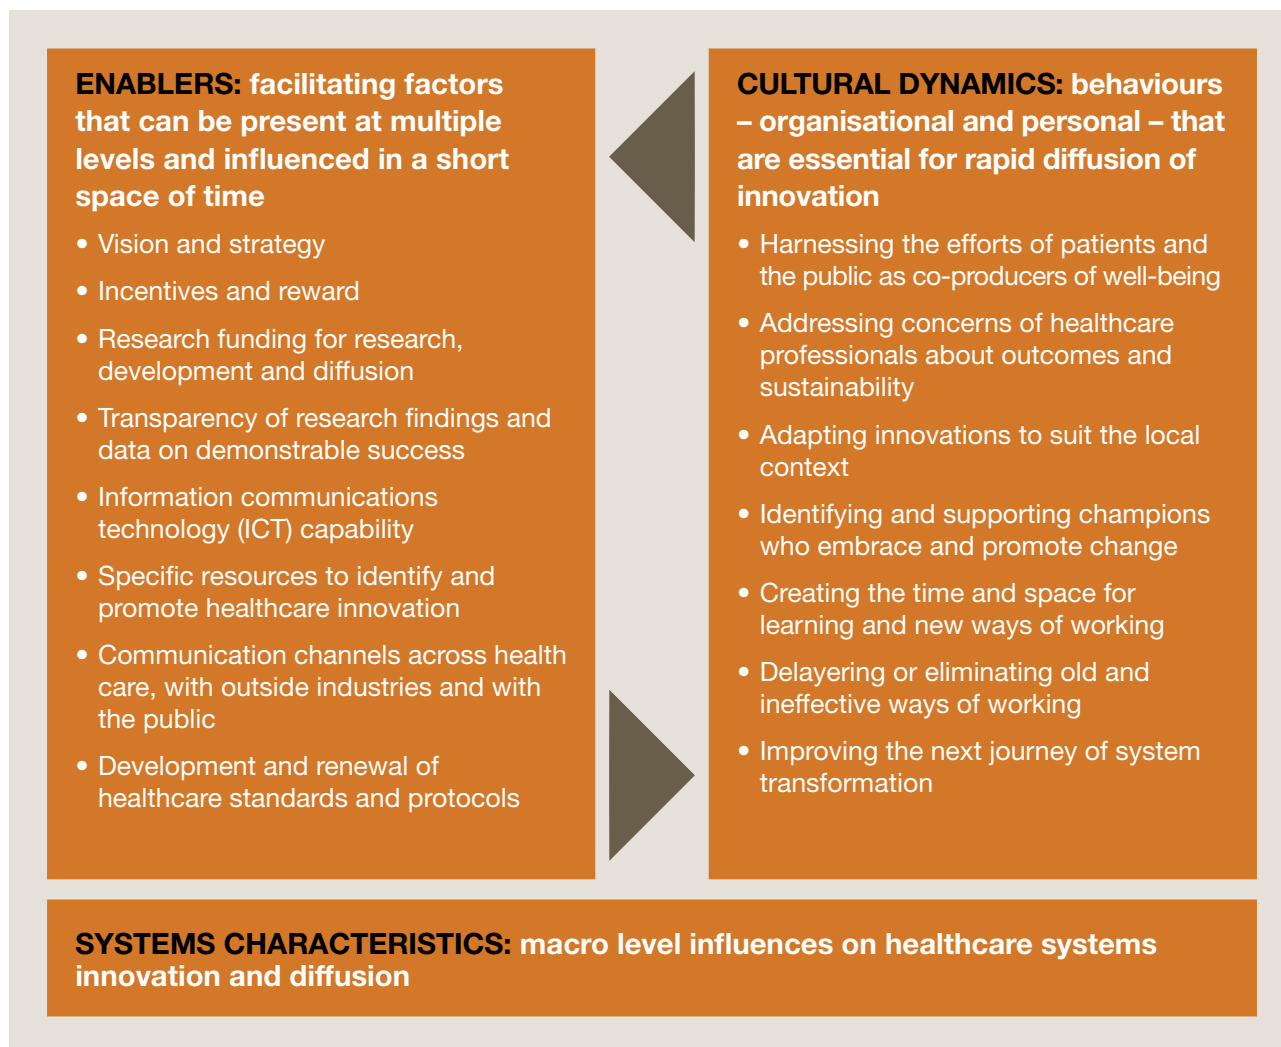 ENABLERS: facilitating factors
that can be present at multiple
levels and influenced in a short
space of time
• Vision and strategy
• Incentives and reward
• Research funding for research,
development and diffusion
• Transparency of research findings and
data on demonstrable success
• Information communications
technology (ICT) capability
• Specific resources to identify and
promote healthcare innovation
• Communication channels across health
care, with outside industries and with
the public
• Development and renewal of
healthcare standards and protocols
CULTURAL DYNAMICS: behaviours
– organisational and personal – that
are essential for rapid diffusion of
innovation
• Harnessing the efforts of patients and
the public as co-producers of well-being
• Addressing concerns of healthcare
professionals about outcomes and
sustainability
• Adapting innovations to suit the local
context
• Identifying and supporting champions
who embrace and promote change
• Creating the time and space for
learning and new ways of working
• Delayering or eliminating old and
ineffective ways of working
• Improving the next journey of system
transformation
SYSTEMS CHARACTERISTICS: macro level influences on healthcare systems
innovation and diffusion